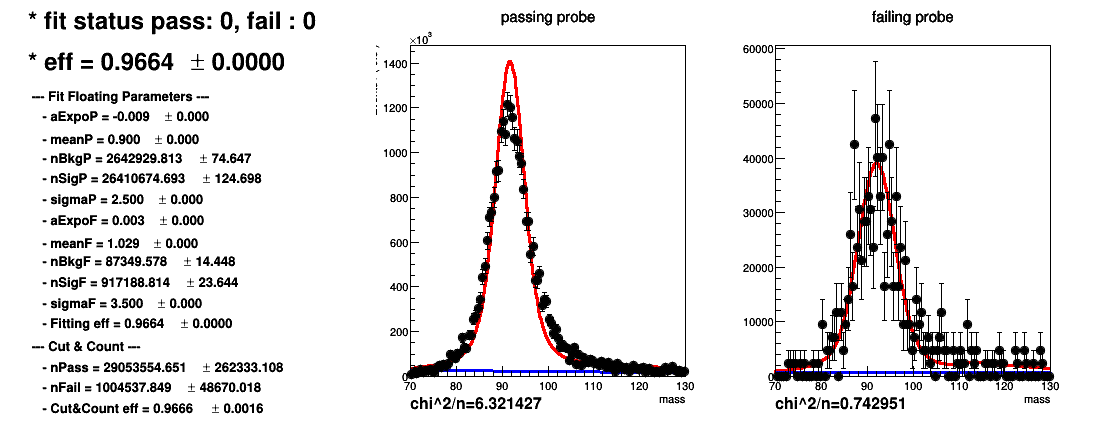 * fit status pass: 0, fail : 0
* eff = 0.9664 ± 0.0000
--- Fit Floating Parameters ---
- aExpoP = -0.009 ± 0.000
- meanP = 0.900 ± 0.000
- nBkgP = 2642929.813 ± 74.647
- nSigP = 26410674.693 ± 124.698
- sigmaP = 2.500 ± 0.000
- aExpoF = 0.003 ± 0.000
- meanF = 1.029 ± 0.000
- nBkgF = 87349.578 ± 14.448
- nSigF = 917188.814 ± 23.644
- sigmaF = 3.500 ± 0.000
- Fitting eff = 0.9664 ± 0.0000
--- Cut & Count ---
- nPass = 29053554.651 ± 262333.108
- nFail = 1004537.849 ± 48670.018
- Cut&Count eff = 0.9666 ± 0.0016
passing probe
×10³
1400
1200
1000
800
600
400
200
0
70 80 90 100 110 120 130
mass
chi^2/n=6.321427
failing probe
60000
50000
40000
30000
20000
10000
0
70 80 90 100 110 120 130
mass
chi^2/n=0.742951